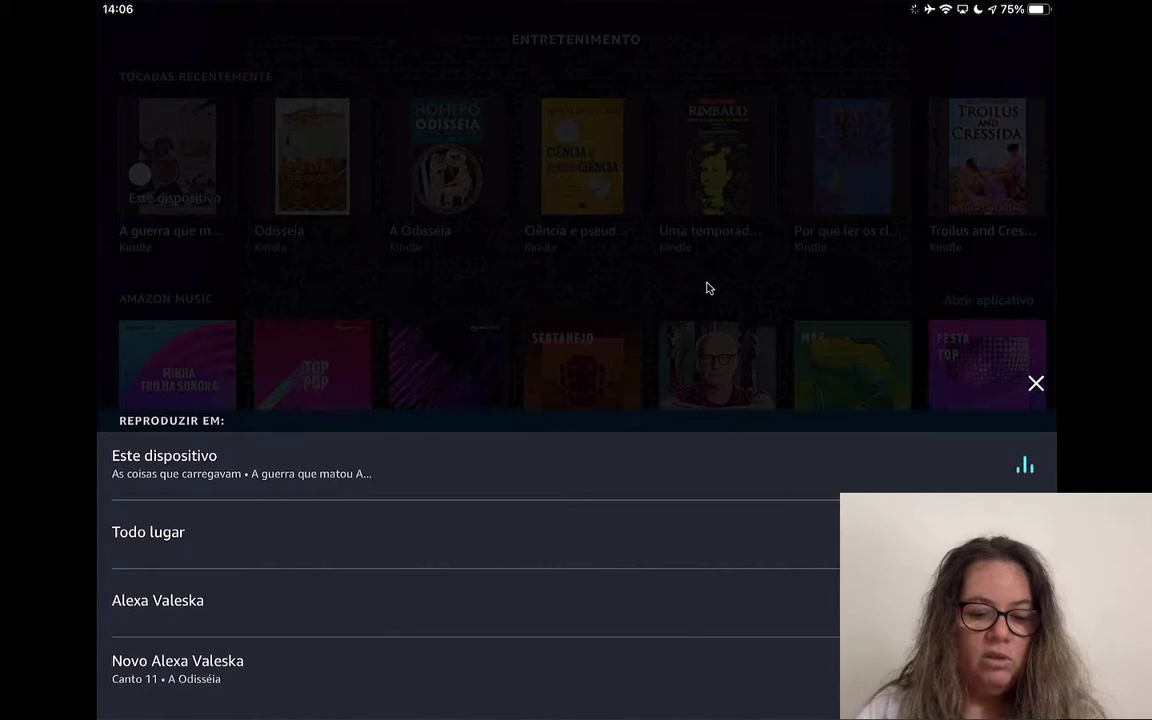 14:06
75%
ENTRETENIMENTO
TOCADAS RECENTEMENTE
HOMERO
ODISSÉIA
CIÊNCIA E
RIMBAUD
TROILUS
AND
CRESSIDA
Este dispositivo
A guerra que m...
Odisseia
A Odisséia
Ciência e pseud...
Uma temporad...
Por que ler os cl...
Troilus and Cres...
Kindle
Kindle
Kindle
Kindle
Kindle
Kindle
Kindle
AMAZON MUSIC
Abrir aplicativo
MINHA
TRILHA SONORA
TOP
POP
SERTANEJO
MPB
FESTA
TOP
REPRODUZIR EM:
Este dispositivo
As coisas que carregavam • A guerra que matou A...
Todo lugar
Alexa Valeska
Novo Alexa Valeska
Canto 11 • A Odisséia